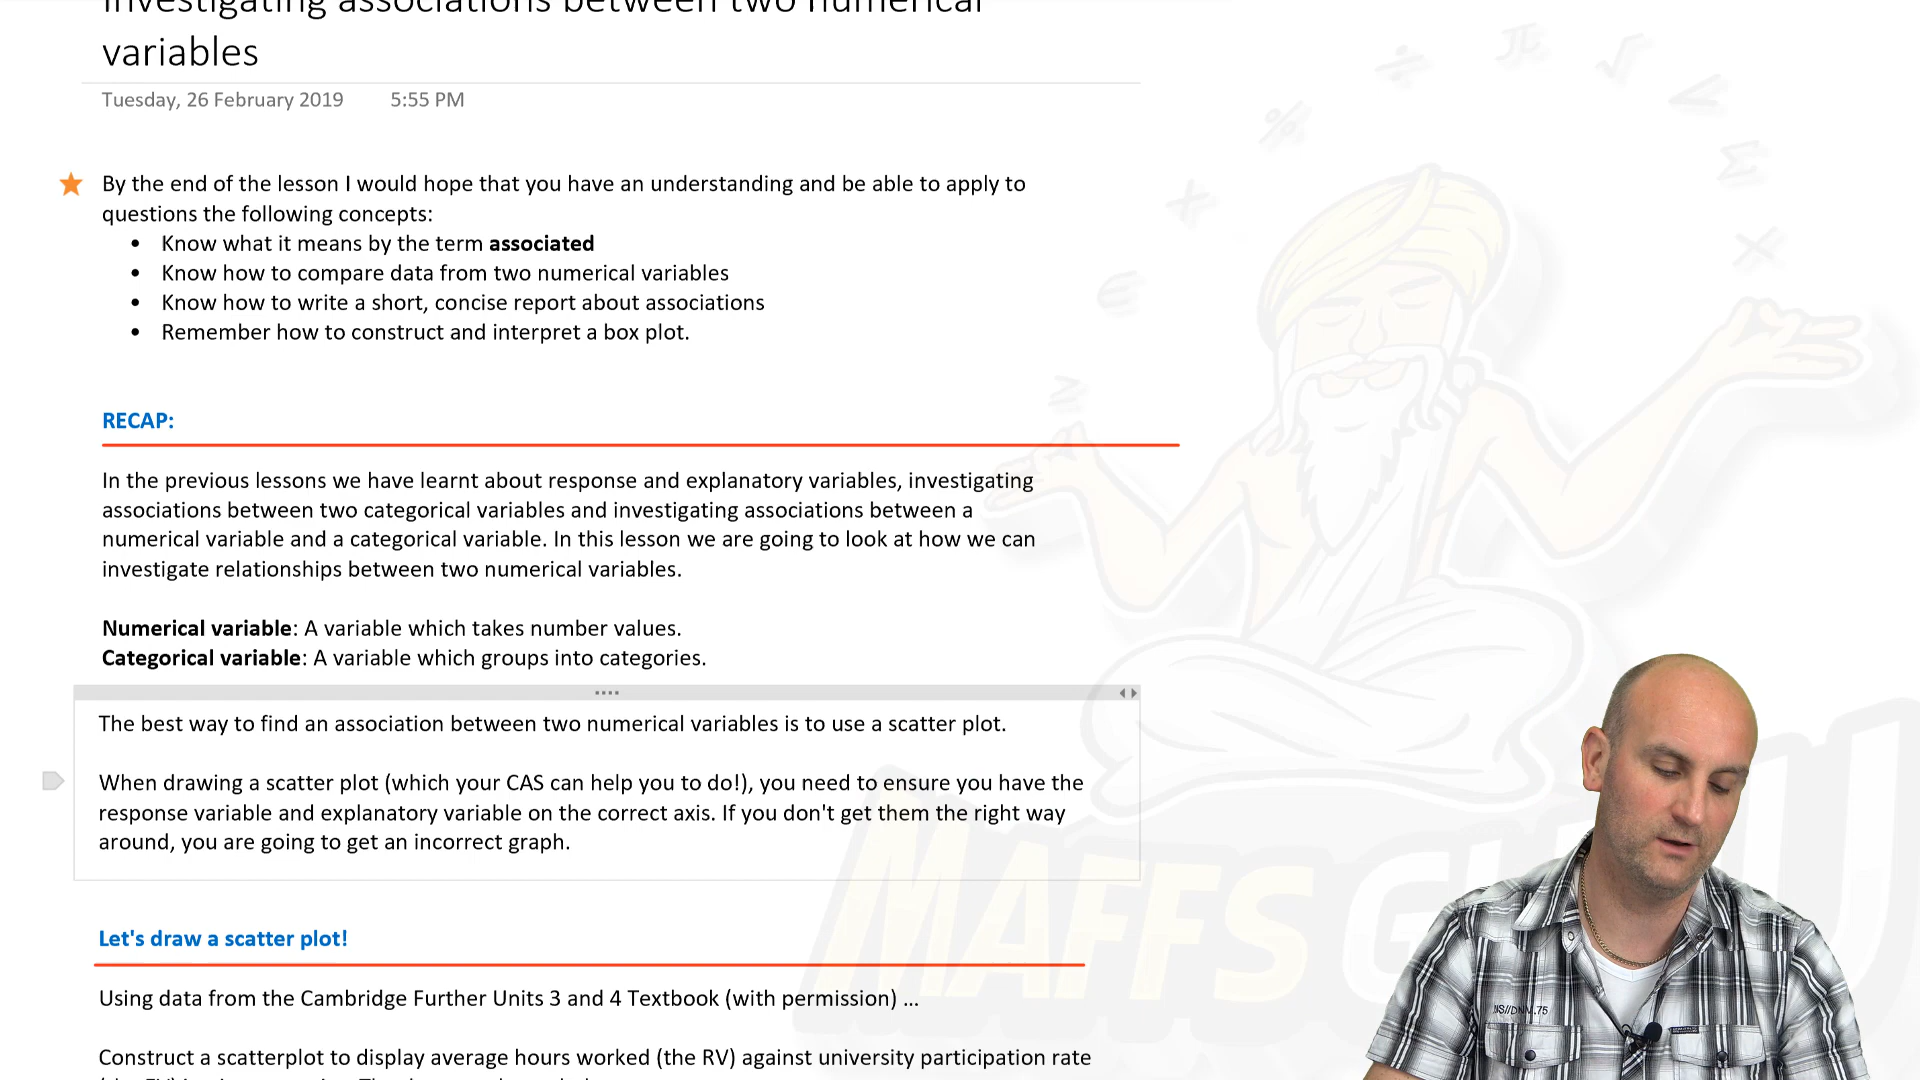 Investigating associations between two numerical
variables
Tuesday, 26 February 2019 5:55 PM
By the end of the lesson I would hope that you have an understanding and be able to apply to
questions the following concepts:
• Know what it means by the term associated
• Know how to compare data from two numerical variables
• Know how to write a short, concise report about associations
• Remember how to construct and interpret a box plot.
RECAP:
In the previous lessons we have learnt about response and explanatory variables, investigating
associations between two categorical variables and investigating associations between a
numerical variable and a categorical variable. In this lesson we are going to look at how we can
investigate relationships between two numerical variables.
Numerical variable: A variable which takes number values.
Categorical variable: A variable which groups into categories.
The best way to find an association between two numerical variables is to use a scatter plot.
When drawing a scatter plot (which your CAS can help you to do!), you need to ensure you have the
response variable and explanatory variable on the correct axis. If you don't get them the right way
around, you are going to get an incorrect graph.
Let's draw a scatter plot!
Using data from the Cambridge Further Units 3 and 4 Textbook (with permission) ...
Construct a scatterplot to display average hours worked (the RV) against university participation rate
MAFFS GURU